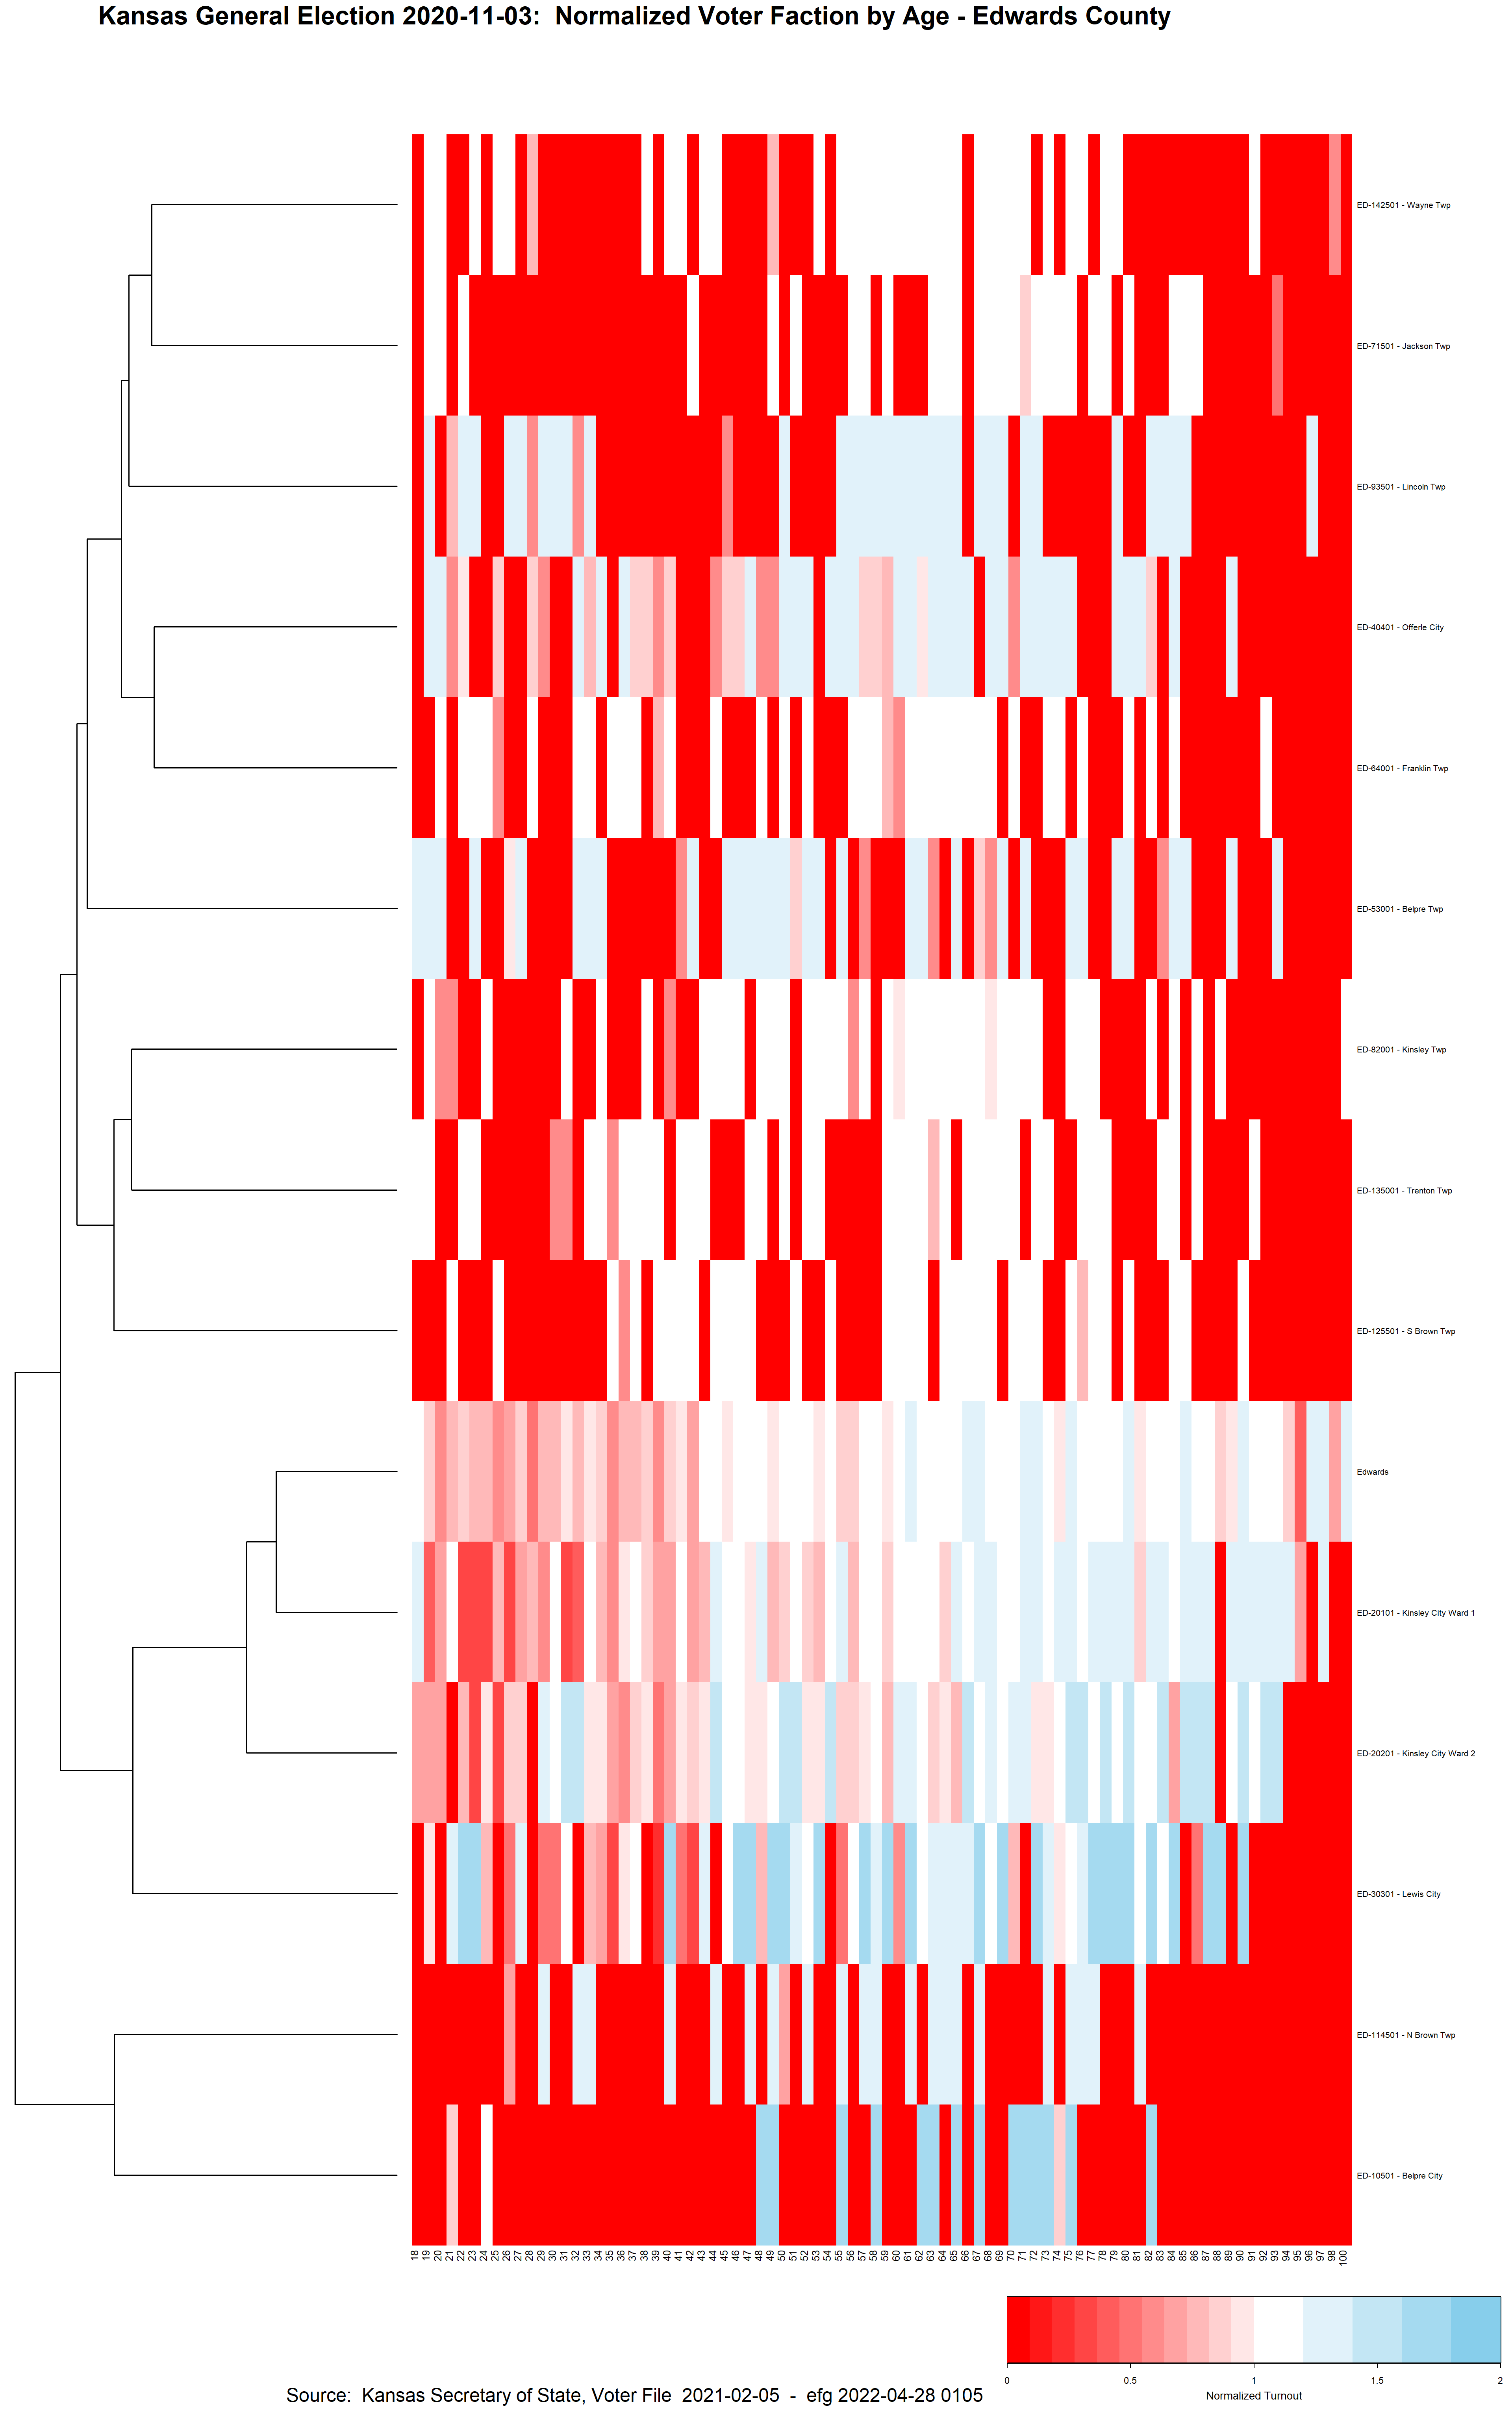 Kansas General Election 2020-11-03:  Normalized Voter Faction by Age - Edwards County
ED-142501 - Wayne Twp
ED-71501 - Jackson Twp
ED-93501 - Lincoln Twp
ED-40401 - Offerle City
ED-64001 - Franklin Twp
ED-53001 - Belpre Twp
ED-82001 - Kinsley Twp
ED-135001 - Trenton Twp
ED-125501 - S Brown Twp
Edwards
ED-20101 - Kinsley City Ward 1
ED-20201 - Kinsley City Ward 2
ED-30301 - Lewis City
ED-114501 - N Brown Twp
ED-10501 - Belpre City
18 19 20 21 22 23 24 25 26 27 28 29 30 31 32 33 34 35 36 37 38 39 40 41 42 43 44 45 46 47 48 49 50 51 52 53 54 55 56 57 58 59 60 61 62 63 64 65 66 67 68 69 70 71 72 73 74 75 76 77 78 79 80 81 82 83 84 85 86 87 88 89 90 91 92 93 94 95 96 97 98 100
0 0.5 1 1.5 2
Normalized Turnout
Source:  Kansas Secretary of State, Voter File  2021-02-05  -  efg 2022-04-28 0105